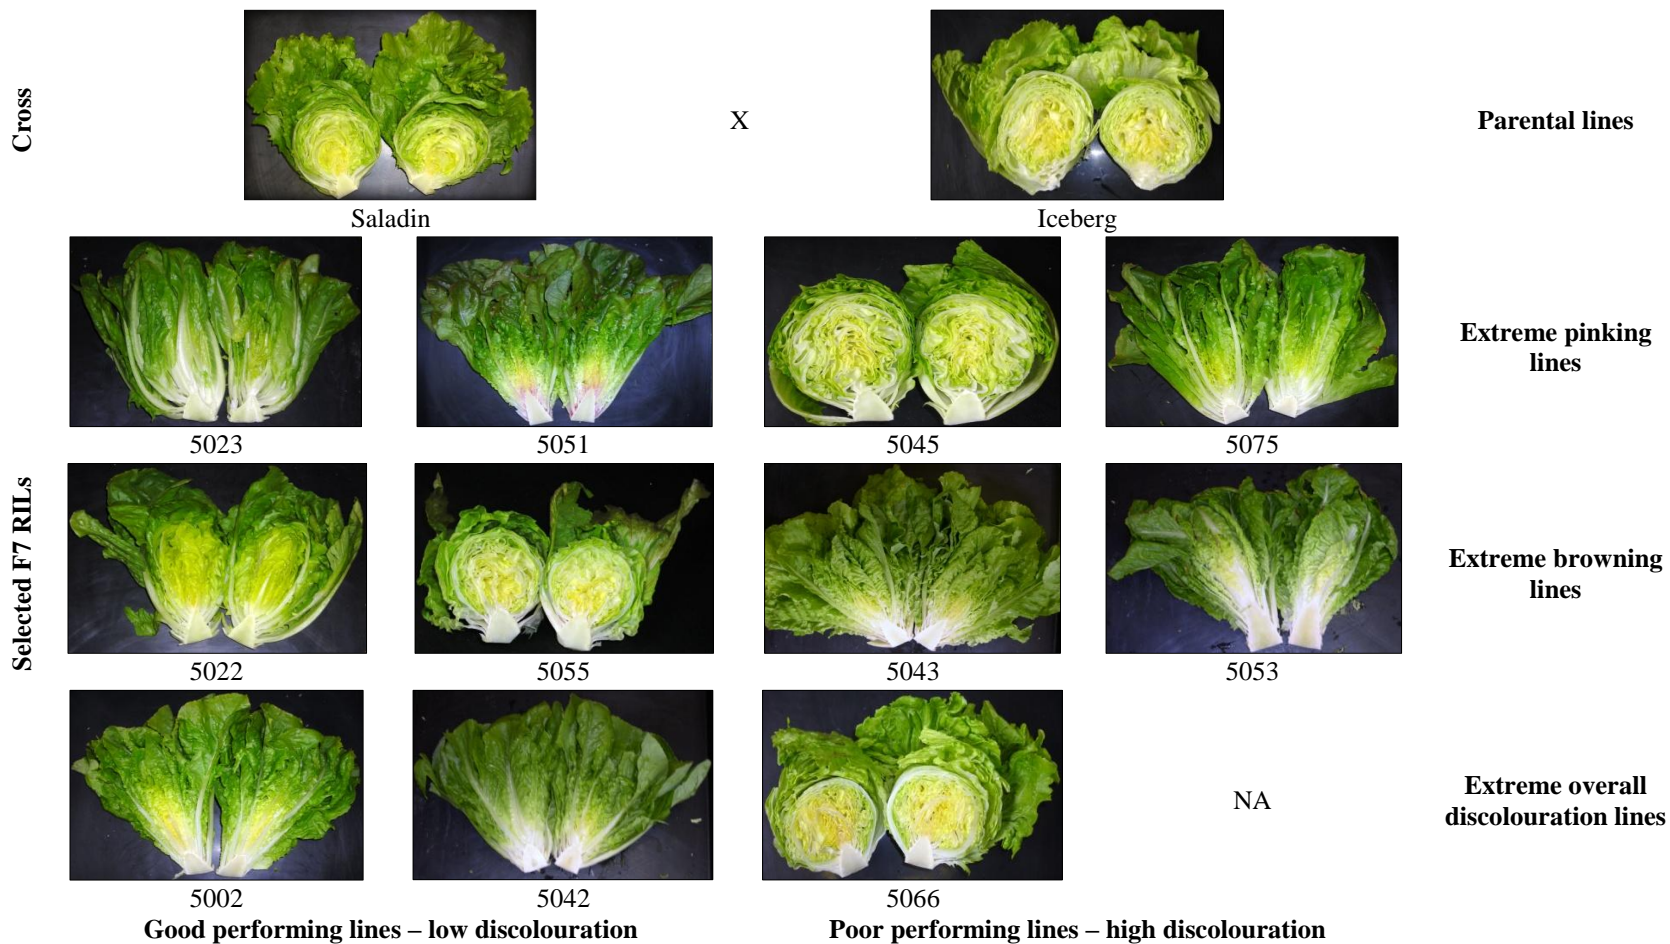 Cross
X
Parental lines
Saladin
Iceberg
Extreme pinking
lines
5023
5051
5045
5075
Selected F7 RILs
Extreme browning
lines
5022
5055
5043
5053
NA
Extreme overall
discolouration lines
5002
5042
5066
Good performing lines – low discolouration
Poor performing lines – high discolouration